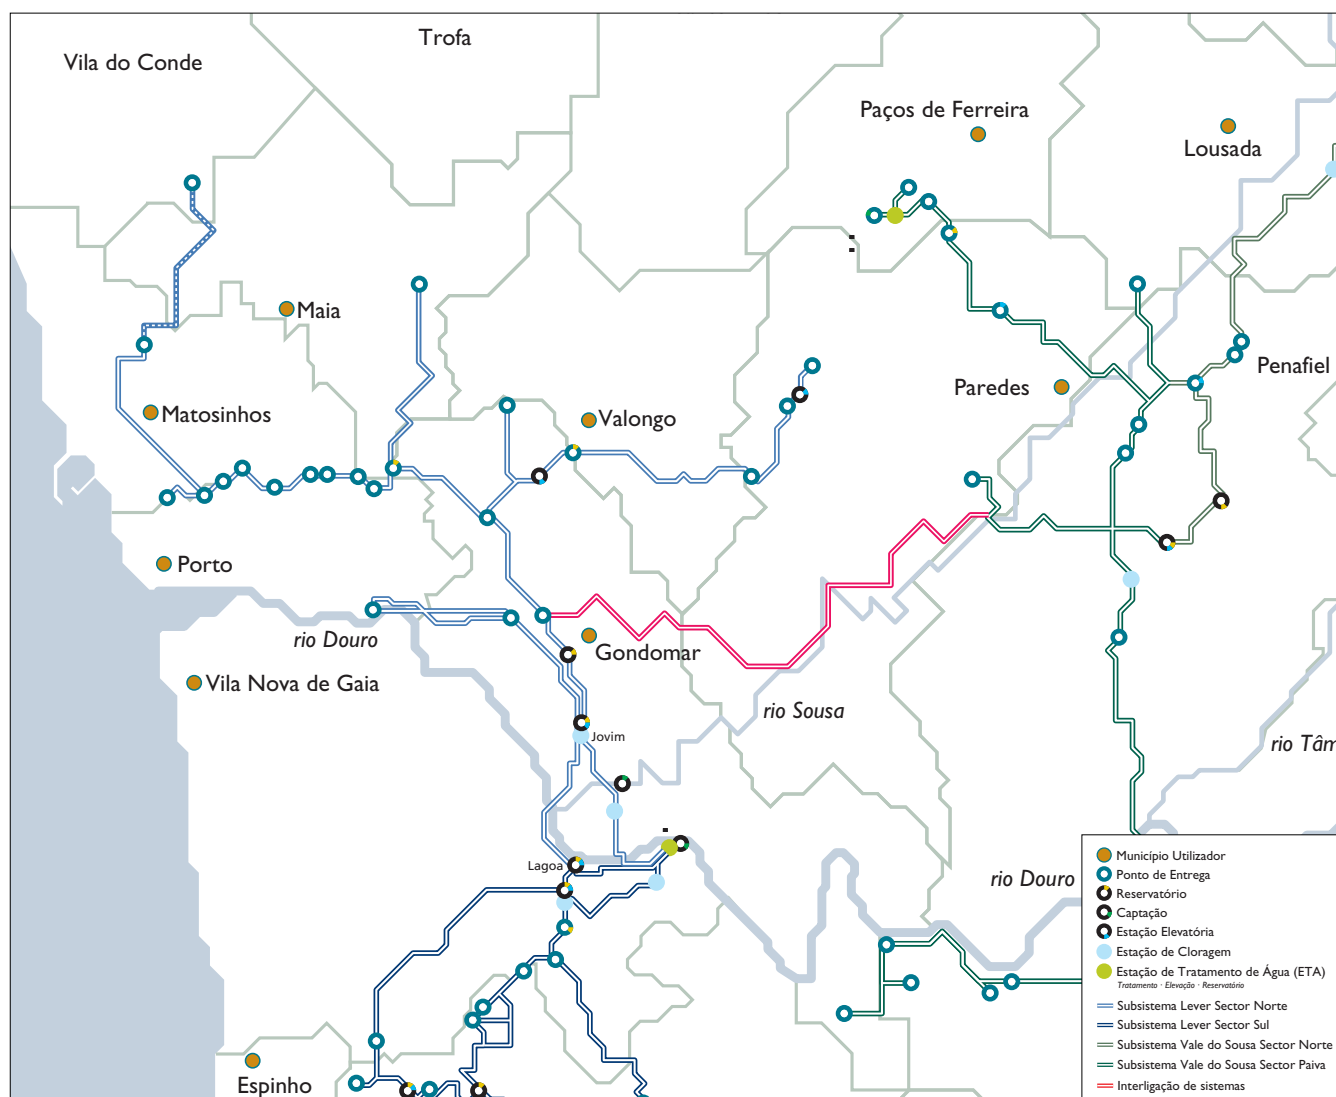 Trofa
Vila do Conde
Paços de Ferreira
Lousada
Maia
Penafiel
Paredes
Matosinhos
Valongo
Porto
rio Douro
Gondomar
Vila Nova de Gaia
rio Sousa
Jovim
rio Tâm
Lagoa
rio Douro
Espinho
Município Utilizador
Ponto de Entrega
Reservatório
Captação
Estação Elevatória
Estação de Cloragem
Estação de Tratamento de Água (ETA)
Tratamento · Elevação · Reservatório
Subsistema Lever Sector Norte
Subsistema Lever Sector Sul
Subsistema Vale do Sousa Sector Norte
Subsistema Vale do Sousa Sector Paiva
Interligação de sistemas